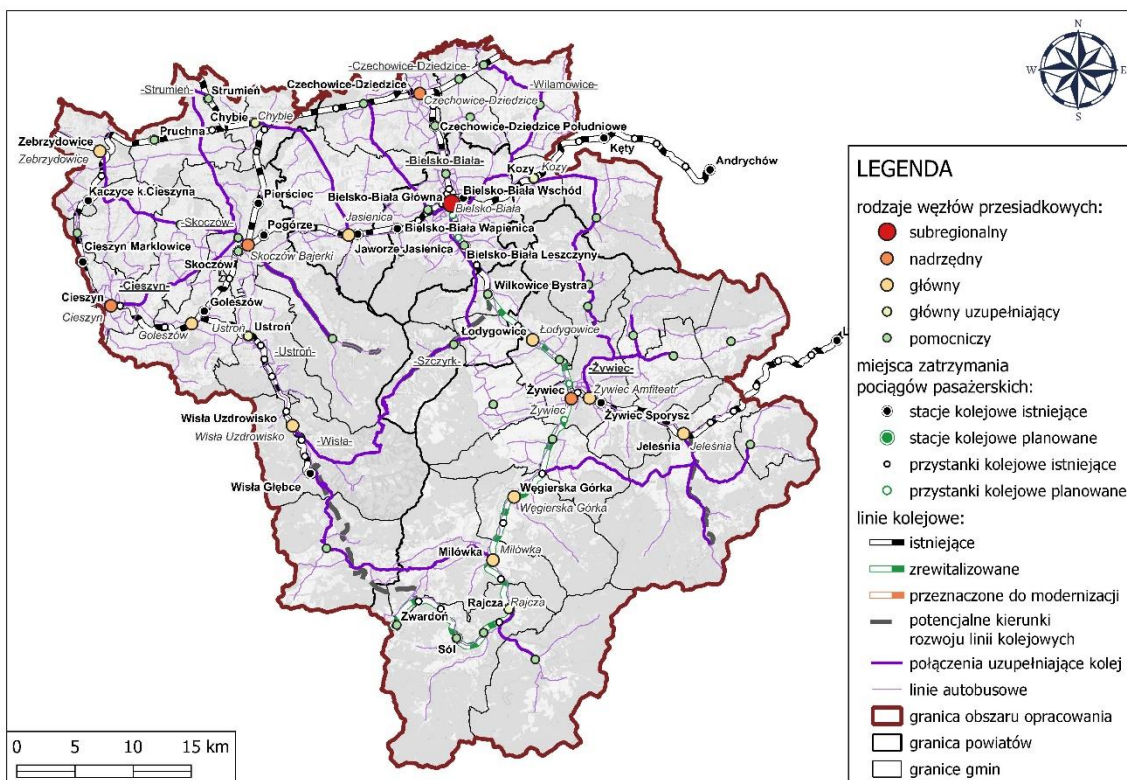 N
W
E
S
-Czechowice-Dziedzice-
-Strumień-
Strumień
Czechowice-Dziedzice
-Wilamowice-
Czechowice-Dziedzice
Chybie
Chybie
Pruchna
Czechowice-Dziedzice Południowe
Zebrzydowice
Zebrzydowice
Kęty
-Bielsko-Biała-
Kozy
Kozy
Andrychów
Kaczyce k.Cieszyna
Pierściec
Bielsko-Biała Główna
Bielsko-Biała Wschód
Bielsko-Biała
Jasienica
-Skoczów-
Pogórze
Bielsko-Biała Wapienica
Cieszyn Marklowice
Skoczów Bajerki
Jaworze-Jasienica
Bielsko-Biała Leszczyny
Skoczów
-Cieszyn-
Wilkowice Bystra
Cieszyn
Cieszyn
Goleszów
Goleszów
Ustroń
Ustroń
Łodygowice
Łodygowice
-Ustroń-
-Szczyrk-
-Żywiec-
Żywiec
Żywiec Amfiteatr
Żywiec
Żywiec Sporysz
Wisła Uzdrowisko
Wisła Uzdrowisko
-Wisła-
Jeleśnia
Jeleśnia
Wisła Głębce
Węgierska Górka
Węgierska Górka
Milówka
Milówka
Rajcza
Rajcza
Zwardoń
Sól
0 5 10 15 km
LEGENDA
rodzaje węzłów przesiadkowych:
subregionalny
nadrzędny
główny
główny uzupełniający
pomocniczy
miejsca zatrzymania
pociągów pasażerskich:
stacje kolejowe istniejące
stacje kolejowe planowane
przystanki kolejowe istniejące
przystanki kolejowe planowane
linie kolejowe:
istniejące
zrewitalizowane
przeznaczone do modernizacji
potencjalne kierunki
rozwoju linii kolejowych
połączenia uzupełniające kolej
linie autobusowe
granica obszaru opracowania
granica powiatów
granice gmin